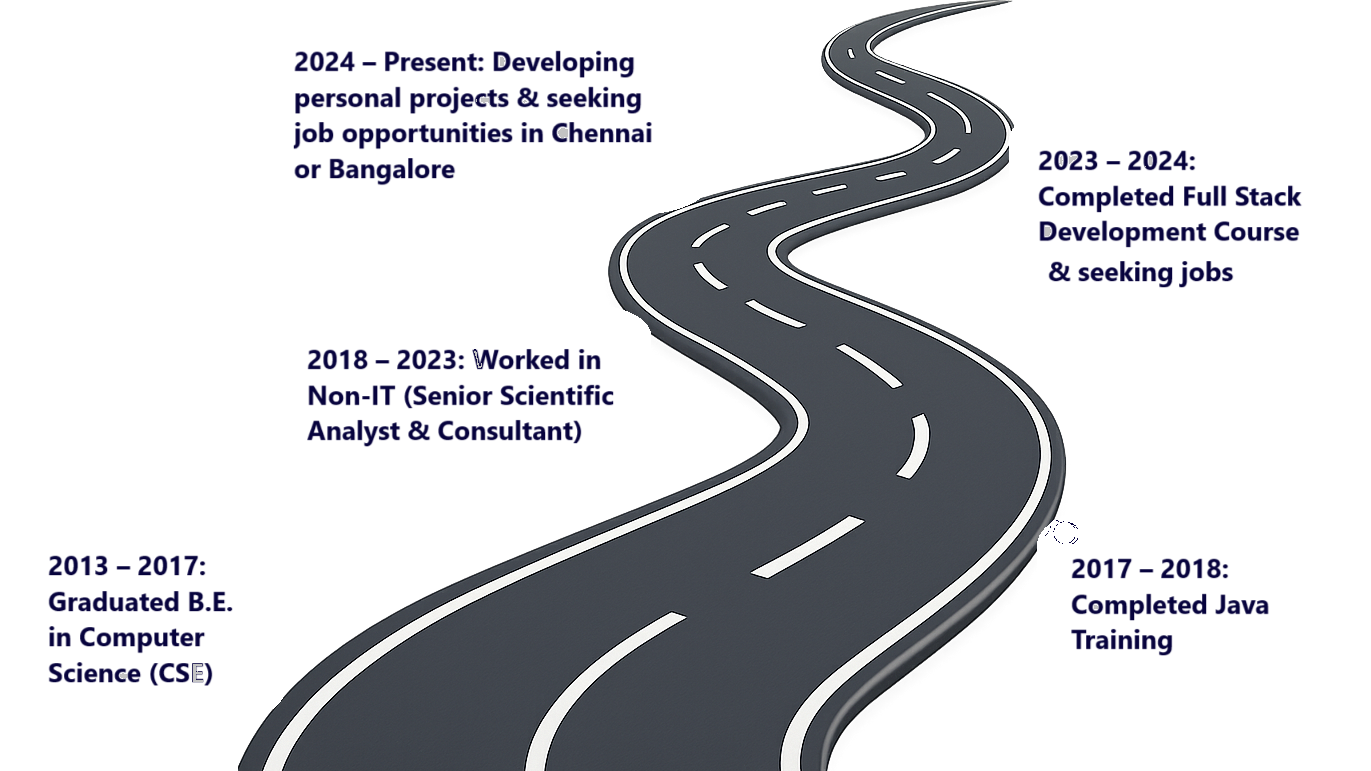 2024 – Present: Developing
personal projects & seeking
job opportunities in Chennai
or Bangalore
2023 – 2024:
Completed Full Stack
Development Course
& seeking jobs
2018 – 2023: Worked in
Non-IT (Senior Scientific
Analyst & Consultant)
2013 – 2017:
Graduated B.E.
in Computer
Science (CSE)
2017 – 2018:
Completed Java
Training